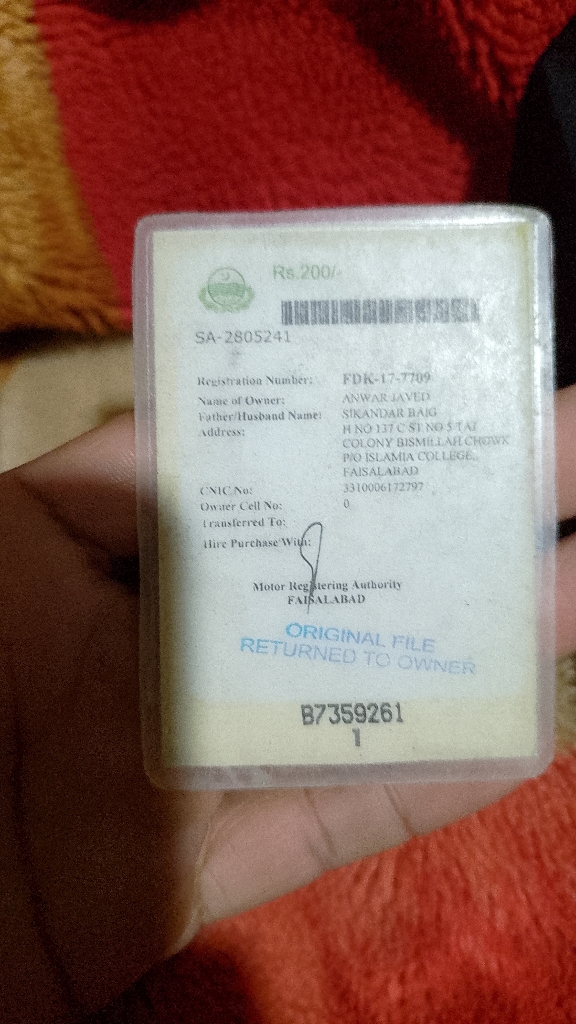 Rs.200/-
SA-2805241
Registration Number: FDK-17-7709
Name of Owner: ANWAR JAVED
Father/Husband Name: SIKANDAR BAIG
Address: H NO 137 C ST NO 5 TAJ
COLONY BISMILLAH CHOWK
P/O ISLAMIA COLLEGE,
FAISALABAD
CNIC No: 3310006172797
Owner Cell No: 0
Transferred To:
Hire Purchase With:
Motor Registering Authority
FAISALABAD
ORIGINAL FILE
RETURNED TO OWNER
B7359261
1